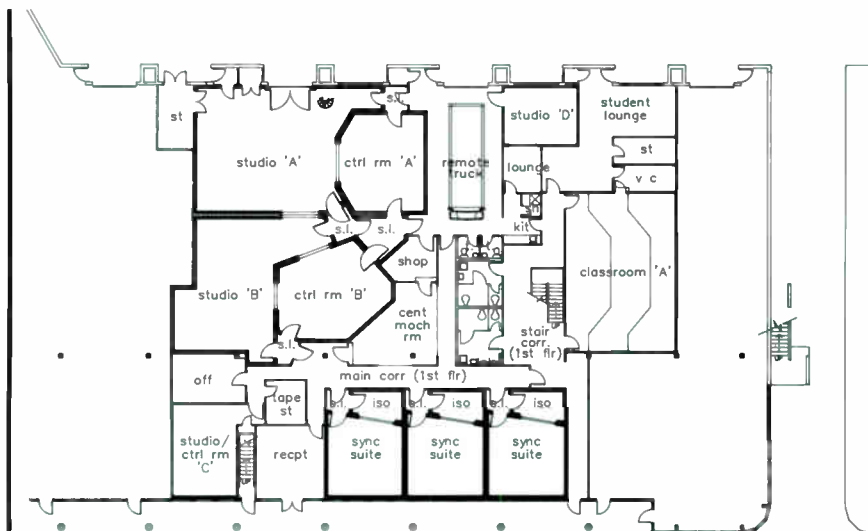 s.l.
studio 'D'
student
lounge
st
studio 'A'
ctrl rm 'A'
remote
truck
lounge
st
v c
sh
kit
s.l.
s.l.
shop
classroom 'A'
studio 'B'
ctrl rm 'B'
cent
mach
rm
stair
corr.
(1st flr)
s.l.
off
main corr (1st flr)
tape
st
s.l.
iso
s.l.
iso
s.l.
iso
studio/
ctrl rm
'C'
recpt
sync
suite
sync
suite
sync
suite